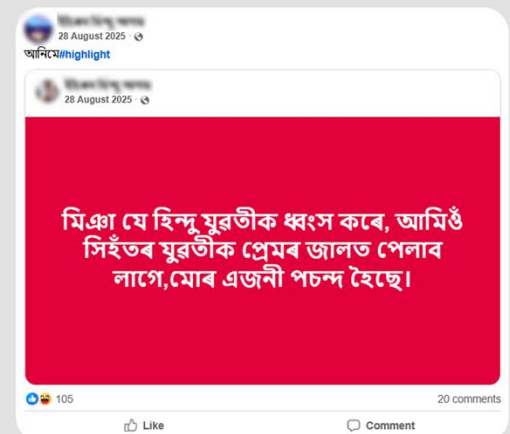 28 August 2025
আনিমে#highlight
28 August 2025
মিঞা যে হিন্দু যুৱতীক ধ্বংস কৰে, আমিওঁ
সিহঁতৰ যুৱতীক প্ৰেমৰ জালত পেলাব
লাগে,মোৰ এজনী পচন্দ হৈছে।
105
20 comments
Like
Comment